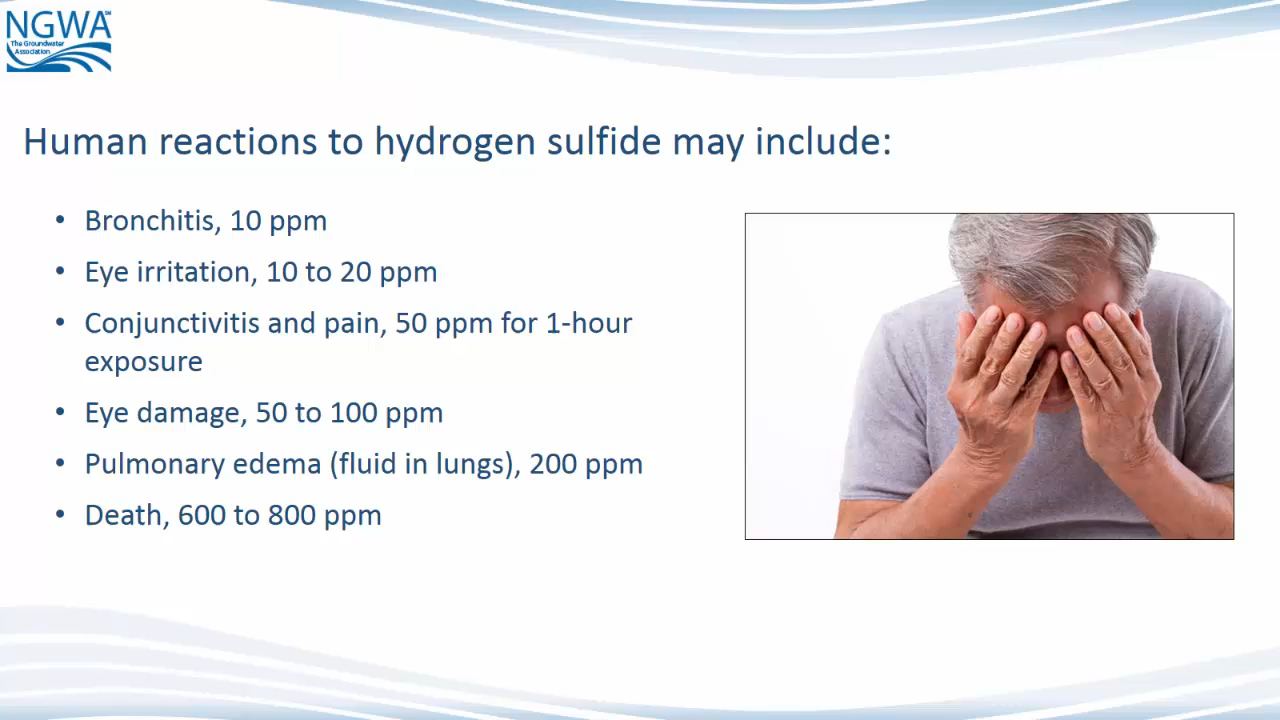 NGWA℠
The Groundwater
Association
Human reactions to hydrogen sulfide may include:
• Bronchitis, 10 ppm
• Eye irritation, 10 to 20 ppm
• Conjunctivitis and pain, 50 ppm for 1-hour
exposure
• Eye damage, 50 to 100 ppm
• Pulmonary edema (fluid in lungs), 200 ppm
• Death, 600 to 800 ppm